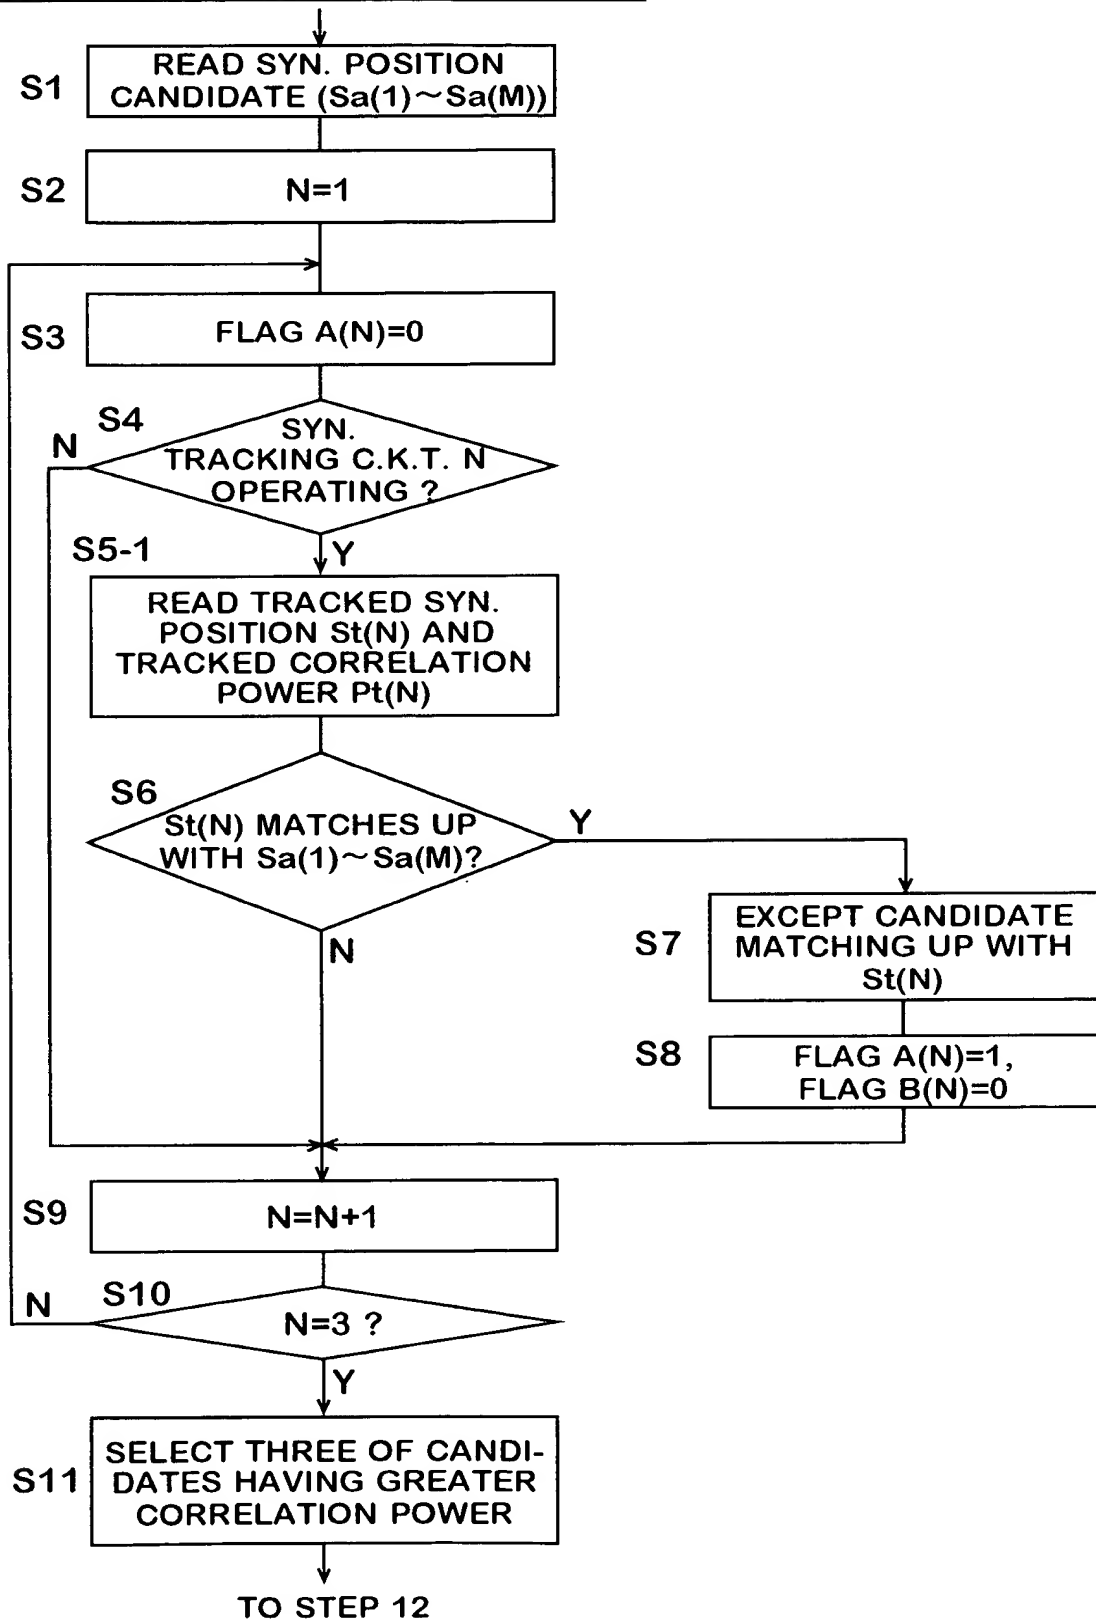 S1
READ SYN. POSITION
CANDIDATE (Sa(1)~Sa(M))
S2
N=1
S3
FLAG A(N)=0
S4
N
SYN.
TRACKING C.K.T. N
OPERATING ?
Y
S5-1
READ TRACKED SYN.
POSITION St(N) AND
TRACKED CORRELATION
POWER Pt(N)
S6
St(N) MATCHES UP
WITH Sa(1)~Sa(M)?
Y
N
S7
EXCEPT CANDIDATE
MATCHING UP WITH
St(N)
S8
FLAG A(N)=1,
FLAG B(N)=0
S9
N=N+1
S10
N
N=3 ?
Y
S11
SELECT THREE OF CANDI-
DATES HAVING GREATER
CORRELATION POWER
TO STEP 12